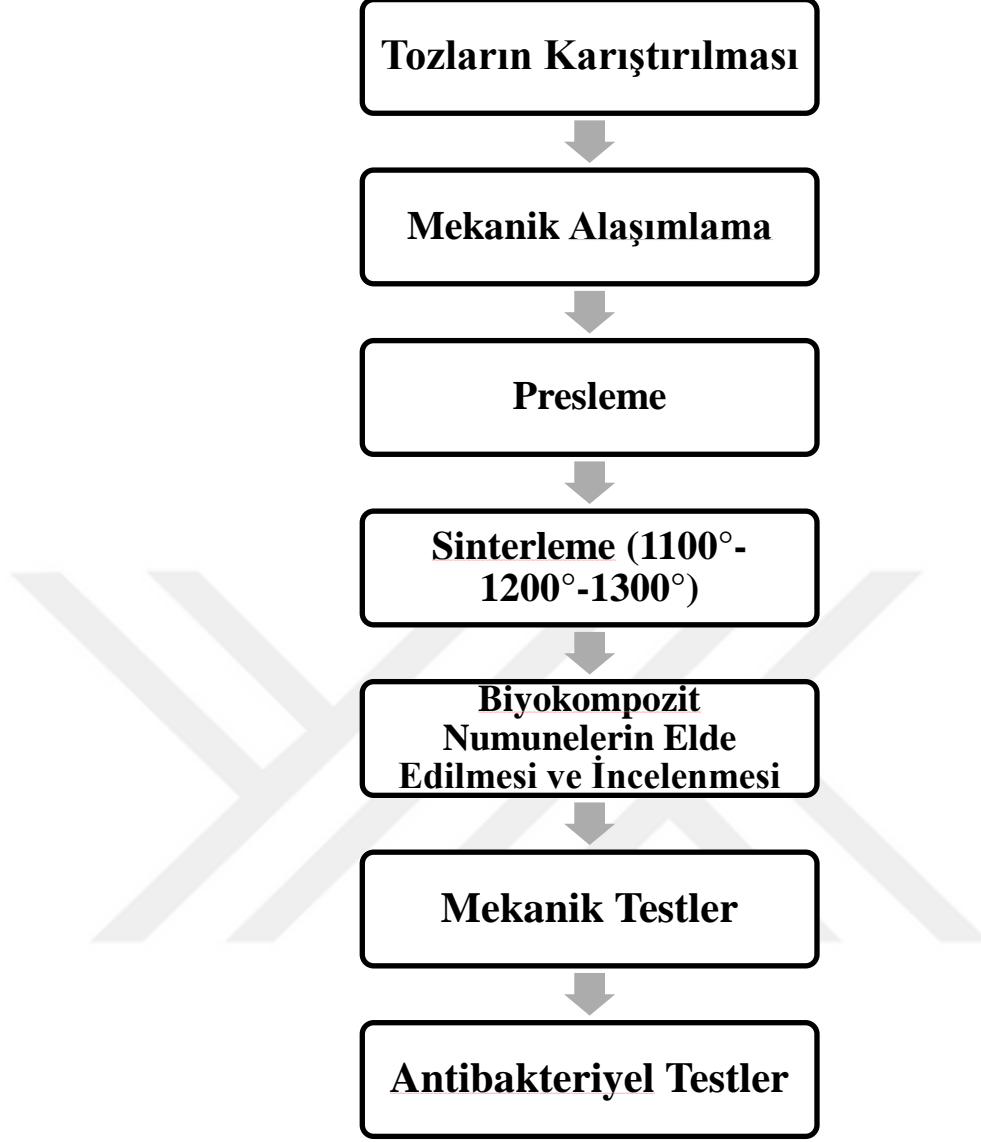 Tozların Karıştırılması
Mekanik Alaşımlama
Presleme
Sinterleme (1100°-
1200°-1300°)
Biyokompozit
Numunelerin Elde
Edilmesi ve İncelenmesi
Mekanik Testler
Antibakteriyel Testler